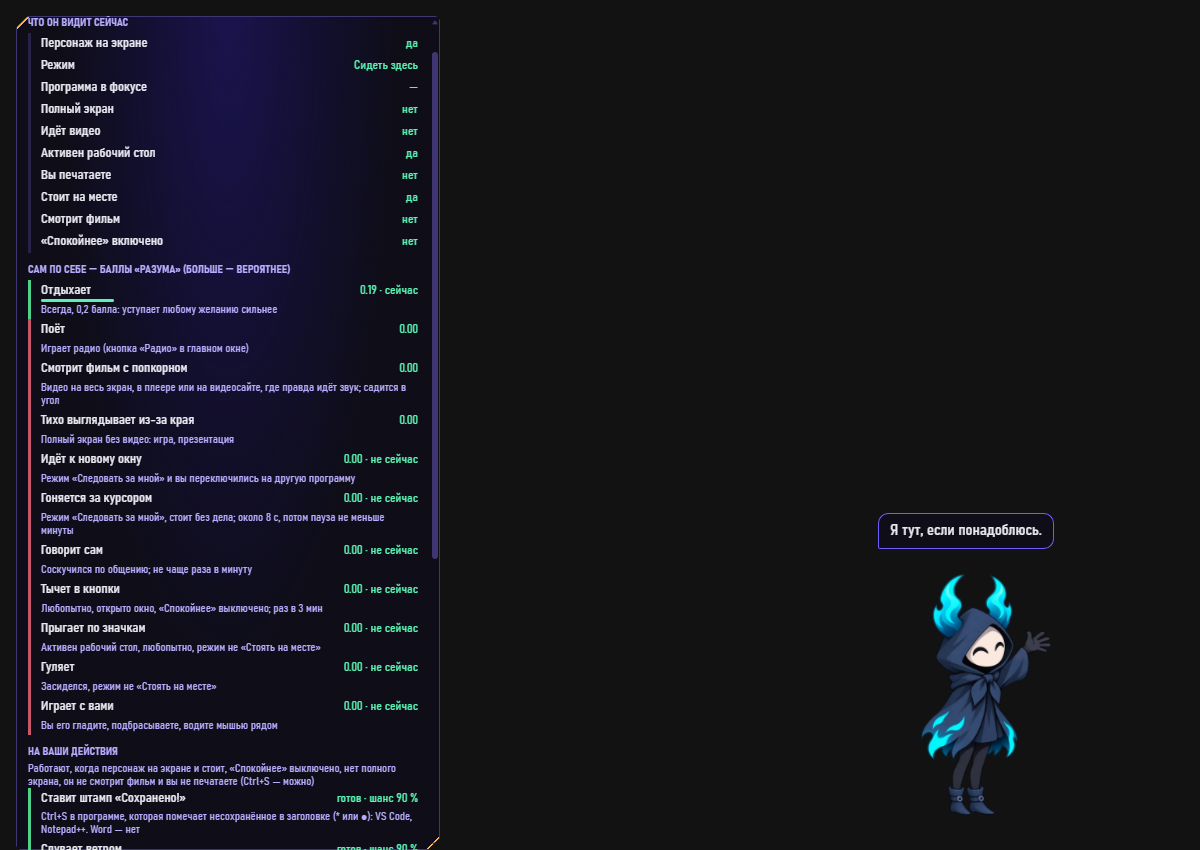 ЧТО ОН ВИДИТ СЕЙЧАС
Персонаж на экране да
Режим Сидеть здесь
Программа в фокусе —
Полный экран нет
Идёт видео нет
Активен рабочий стол да
Вы печатаете нет
Стоит на месте да
Смотрит фильм нет
«Спокойнее» включено нет
САМ ПО СЕБЕ — БАЛЛЫ «РАЗУМА» (БОЛЬШЕ — ВЕРОЯТНЕЕ)
Отдыхает 0.19 · сейчас
Всегда, 0,2 балла: уступает любому желанию сильнее
Поёт 0.00
Играет радио (кнопка «Радио» в главном окне)
Смотрит фильм с попкорном 0.00
Видео на весь экран, в плеере или на видеосайте, где правда идёт звук; садится в
угол
Тихо выглядывает из-за края 0.00
Полный экран без видео: игра, презентация
Идёт к новому окну 0.00 · не сейчас
Режим «Следовать за мной» и вы переключились на другую программу
Гоняется за курсором 0.00 · не сейчас
Режим «Следовать за мной», стоит без дела; около 8 с, потом пауза не меньше
минуты
Говорит сам 0.00 · не сейчас
Соскучился по общению; не чаще раза в минуту
Тычет в кнопки 0.00 · не сейчас
Любопытно, открыто окно, «Спокойнее» выключено; раз в 3 мин
Прыгает по значкам 0.00 · не сейчас
Активен рабочий стол, любопытно, режим не «Стоять на месте»
Гуляет 0.00 · не сейчас
Засиделся, режим не «Стоять на месте»
Играет с вами 0.00 · не сейчас
Вы его гладите, подбрасываете, водите мышью рядом
НА ВАШИ ДЕЙСТВИЯ
Работают, когда персонаж на экране и стоит, «Спокойнее» выключено, нет полного
экрана, он не смотрит фильм и вы не печатаете (Ctrl+S — можно)
Ставит штамп «Сохранено!» готов · шанс 90 %
Ctrl+S в программе, которая помечает несохранённое в заголовке (* или ●): VS Code,
Notepad++. Word — нет
Сдувает ветром готов · шанс 90 %
Я тут, если понадоблюсь.